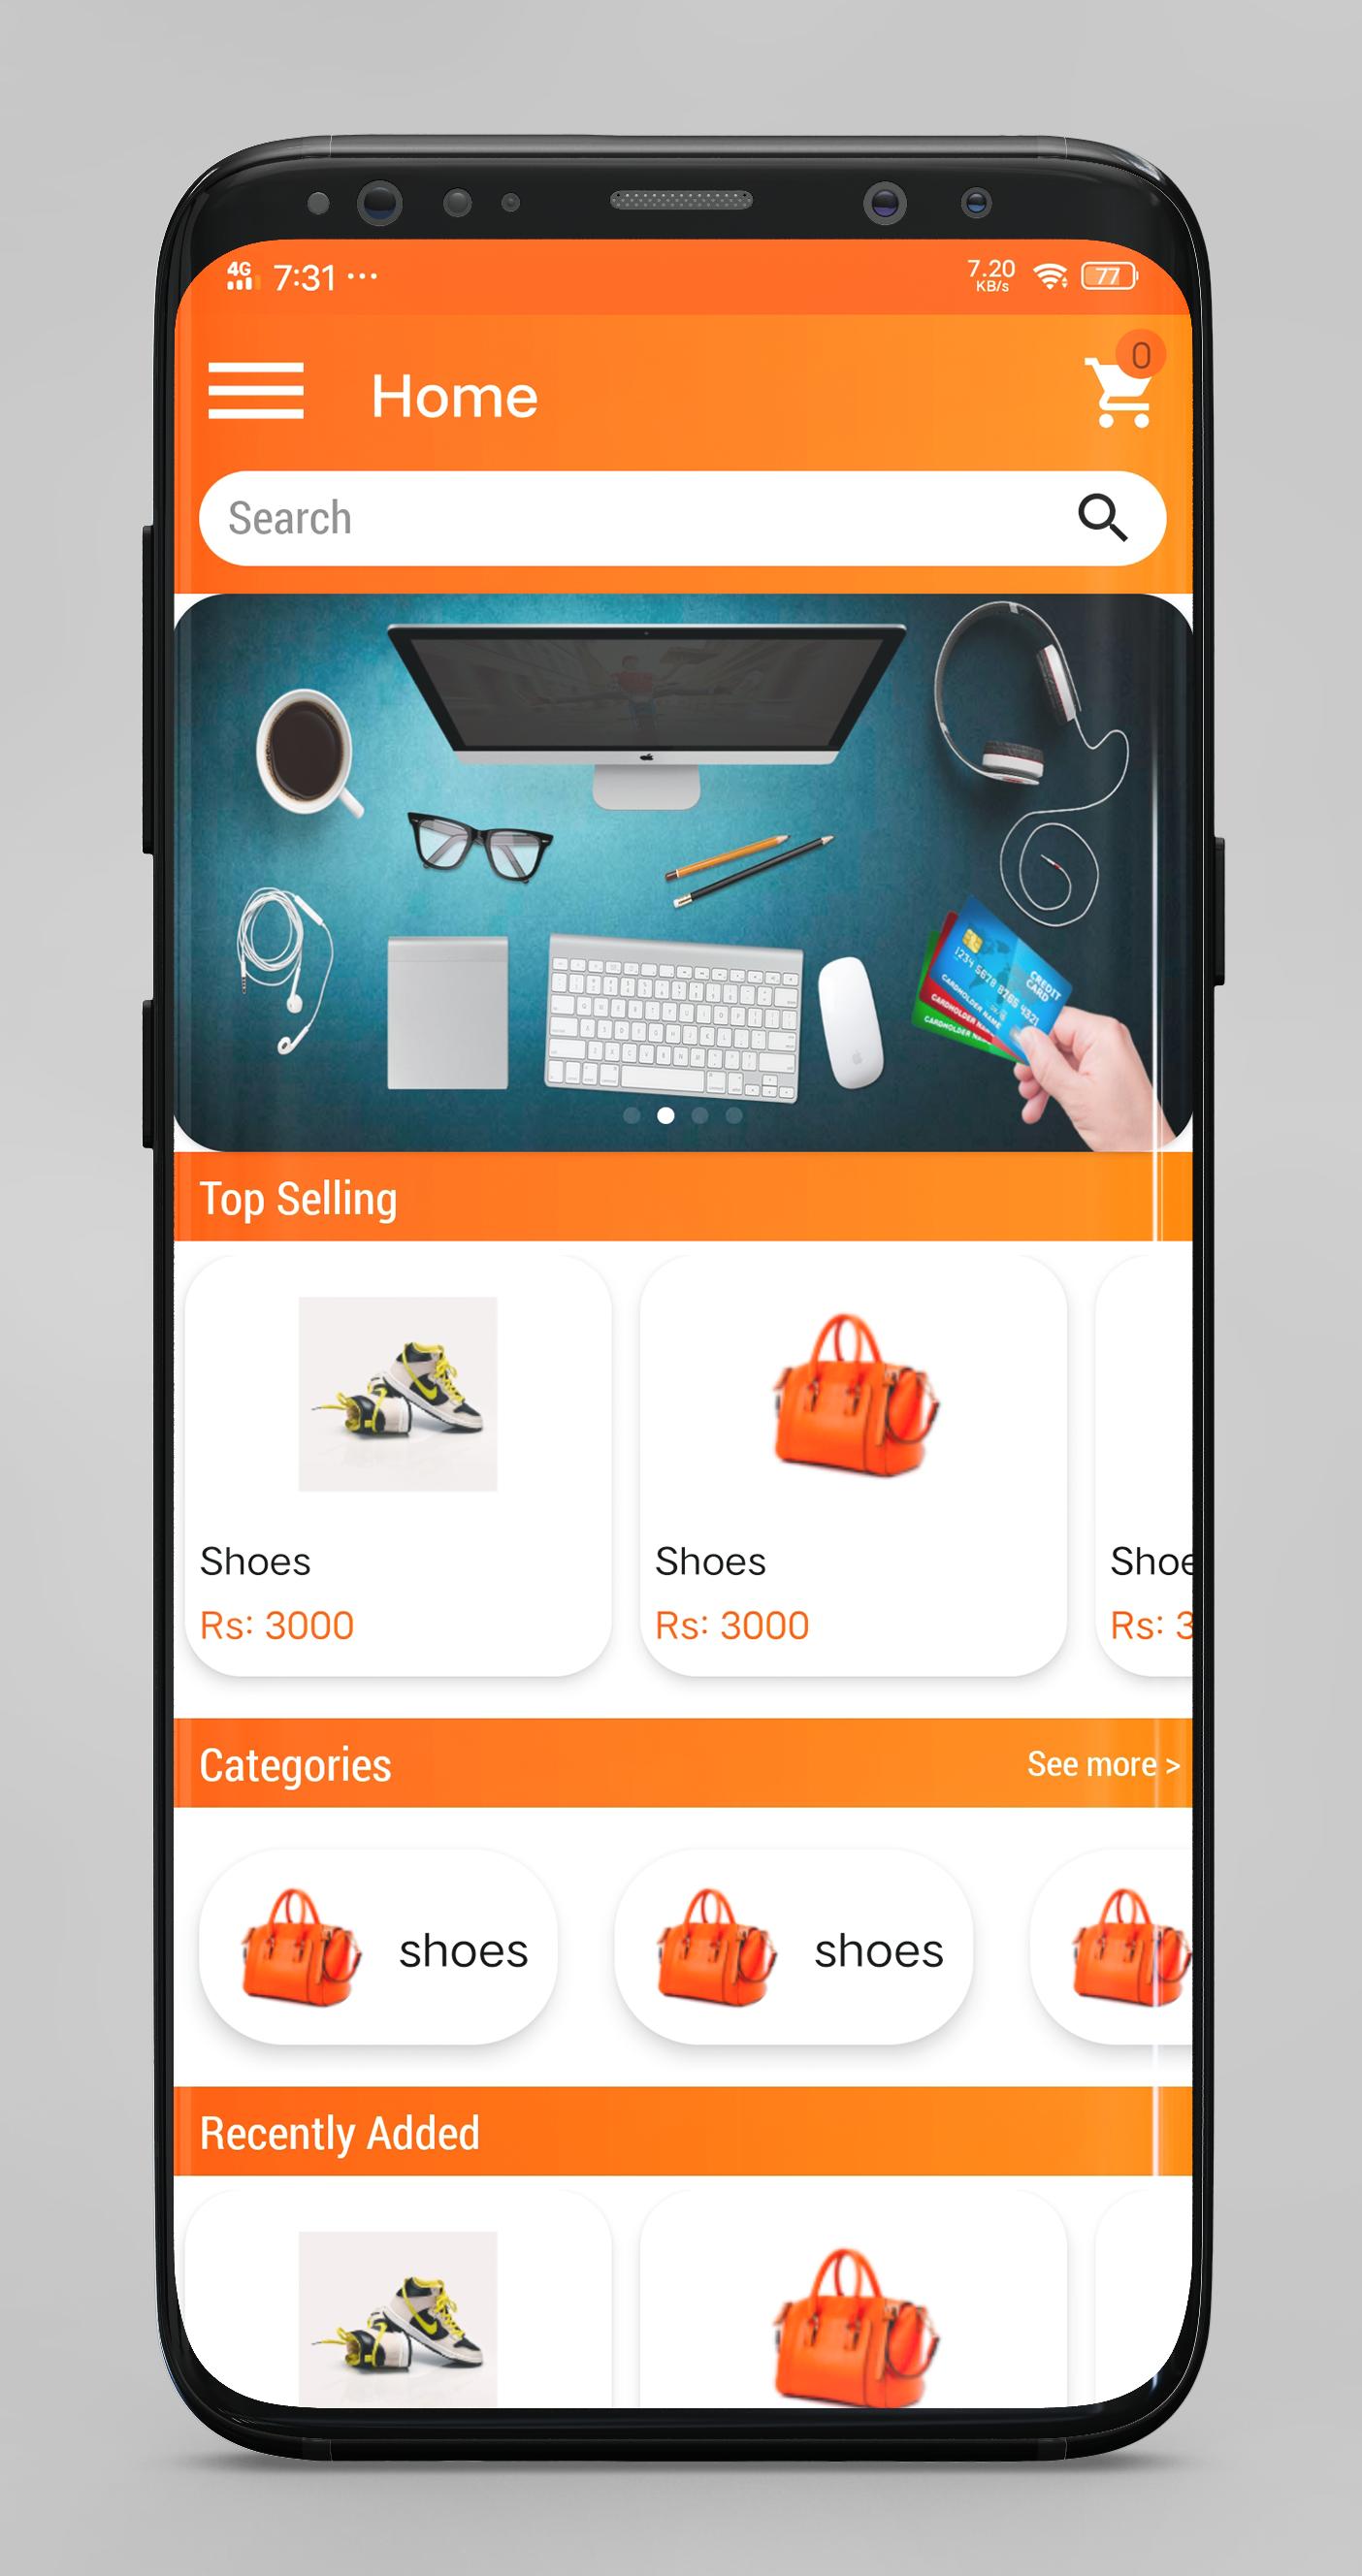 4G 7:31 ... 7.20 KB/s 77
0
Home
Search
CREDIT CARD
1234 5678 8765 4321
CARDHOLDER NAME
CARDHOLDER
CARDHOLDER
Top Selling
Shoes Shoes Shoe
Rs: 3000 Rs: 3000 Rs: 3
Categories See more >
shoes shoes
Recently Added